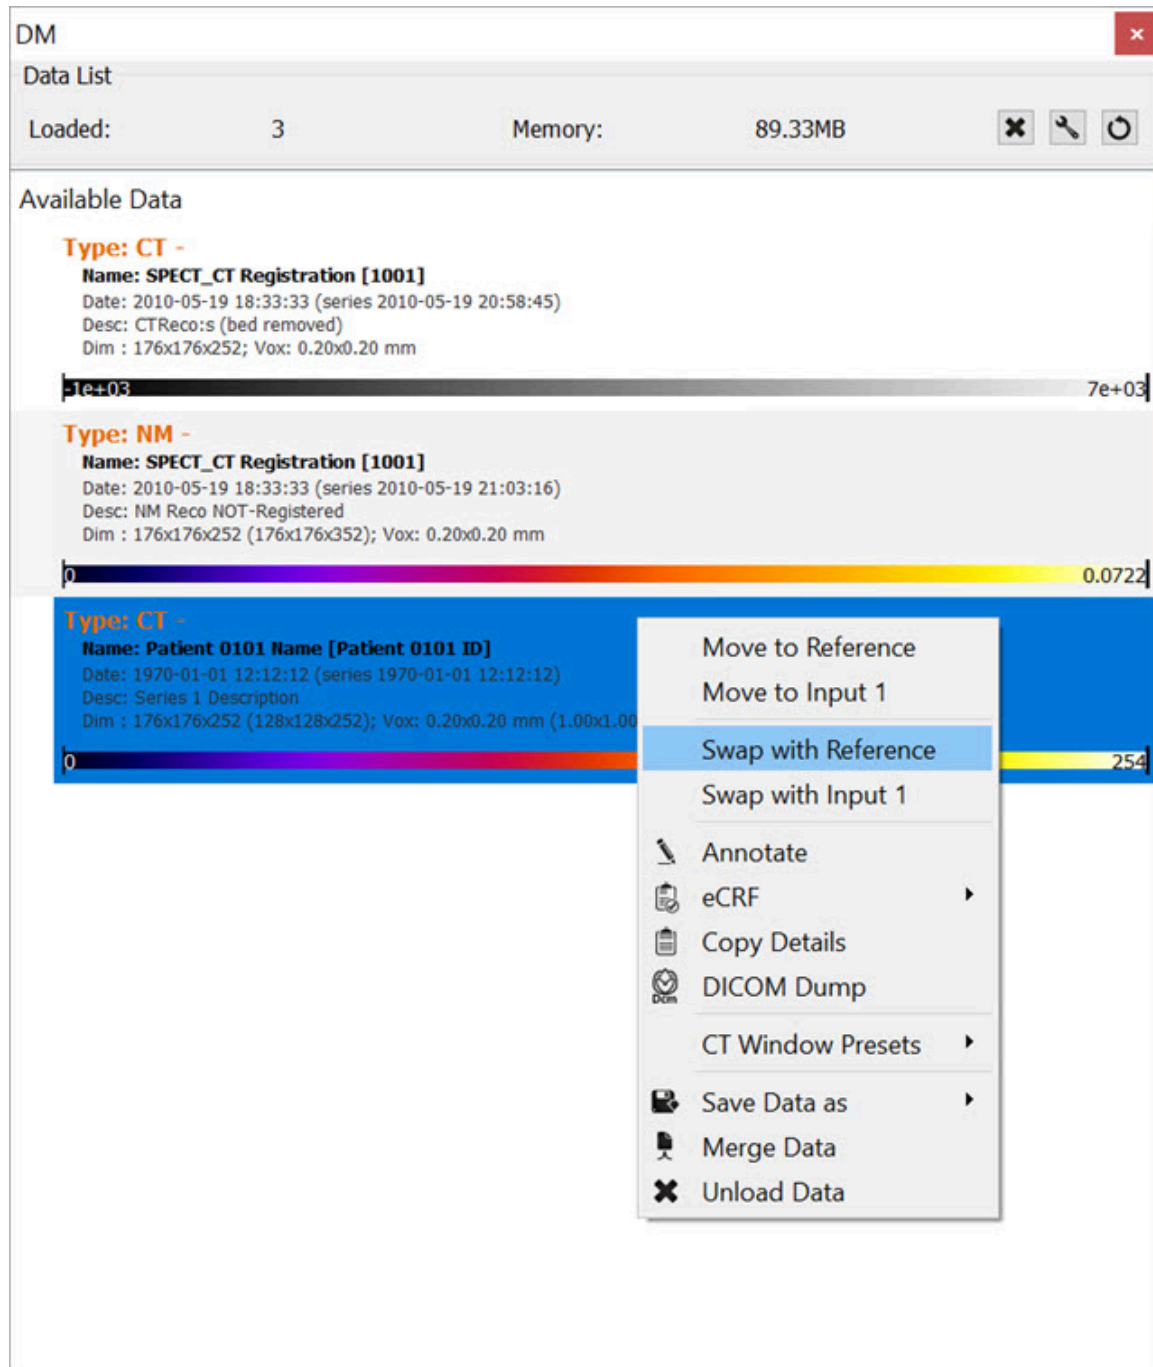 DM
Data List
Loaded: 3 Memory: 89.33MB
Available Data
Type: CT -
Name: SPECT_CT Registration [1001]
Date: 2010-05-19 18:33:33 (series 2010-05-19 20:58:45)
Desc: CTReco:s (bed removed)
Dim : 176x176x252; Vox: 0.20x0.20 mm
-1e+03 7e+03
Type: NM -
Name: SPECT_CT Registration [1001]
Date: 2010-05-19 18:33:33 (series 2010-05-19 21:03:16)
Desc: NM Reco NOT-Registered
Dim : 176x176x252 (176x176x352); Vox: 0.20x0.20 mm
0 0.0722
Type: CT -
Name: Patient 0101 Name [Patient 0101 ID]
Date: 1970-01-01 12:12:12 (series 1970-01-01 12:12:12)
Desc: Series 1 Description
Dim : 176x176x252 (128x128x252); Vox: 0.20x0.20 mm (1.00x1.00
0 254
Move to Reference
Move to Input 1
Swap with Reference
Swap with Input 1
Annotate
eCRF
Copy Details
Dcm DICOM Dump
CT Window Presets
Save Data as
Merge Data
Unload Data